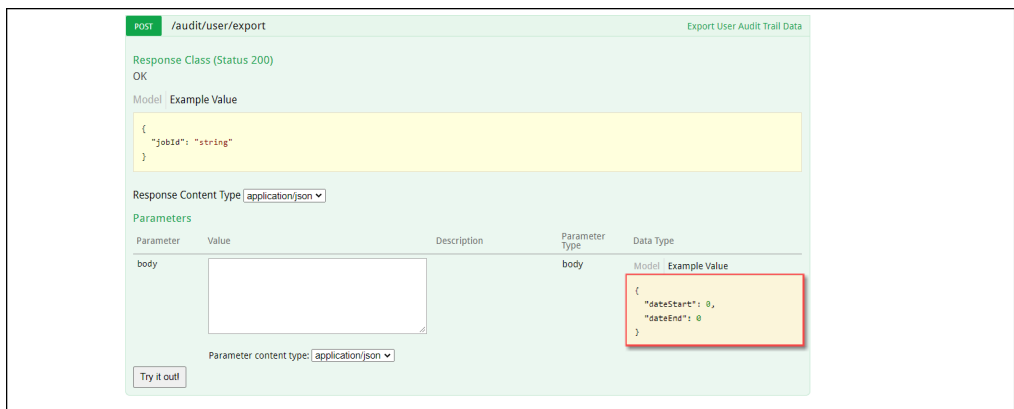 POST /audit/user/export Export User Audit Trail Data
Response Class (Status 200)
OK
Model Example Value
{
"jobId": "string"
}
Response Content Type application/json
Parameters
Parameter Value Description Parameter Type Data Type
body body Model Example Value
{
"dateStart": 0,
"dateEnd": 0
}
Parameter content type: application/json
Try it out!